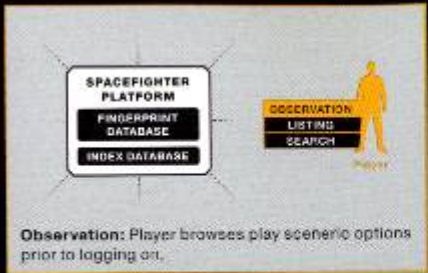 SPACEFIGHTER
PLATFORM
FINGERPRINT
DATABASE
INDEX DATABASE
OBSERVATION
LISTING
SEARCH
Player
Observation: Player browses play sceneric options
prior to logging on.